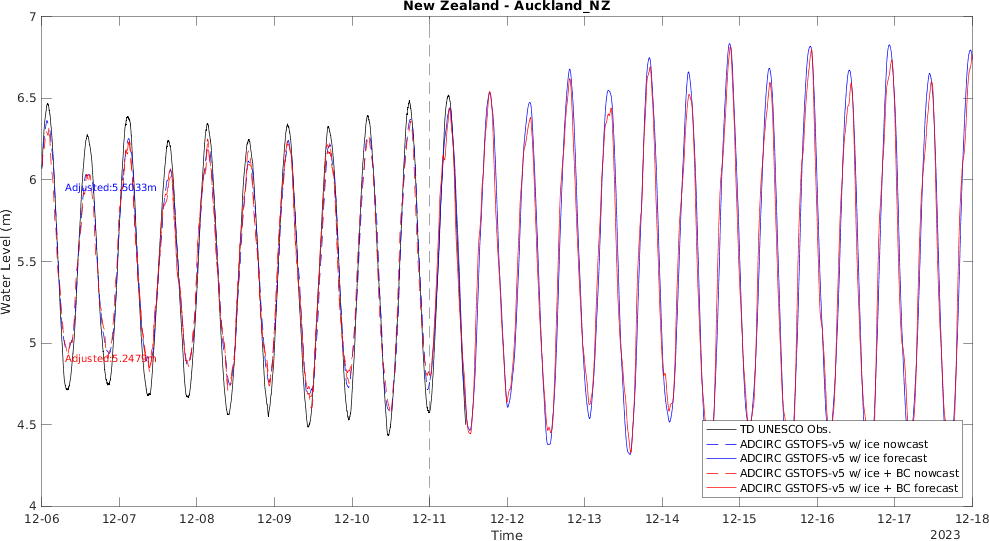 New Zealand - Auckland_NZ
7
6.5
6
5.5
5
4.5
4
Water Level (m)
Adjusted:5.5033m
Adjusted:5.2479m
TD UNESCO Obs.
ADCIRC GSTOFS-v5 w/ ice nowcast
ADCIRC GSTOFS-v5 w/ ice forecast
ADCIRC GSTOFS-v5 w/ ice + BC nowcast
ADCIRC GSTOFS-v5 w/ ice + BC forecast
12-06 12-07 12-08 12-09 12-10 12-11 12-12 12-13 12-14 12-15 12-16 12-17 12-18
Time
2023